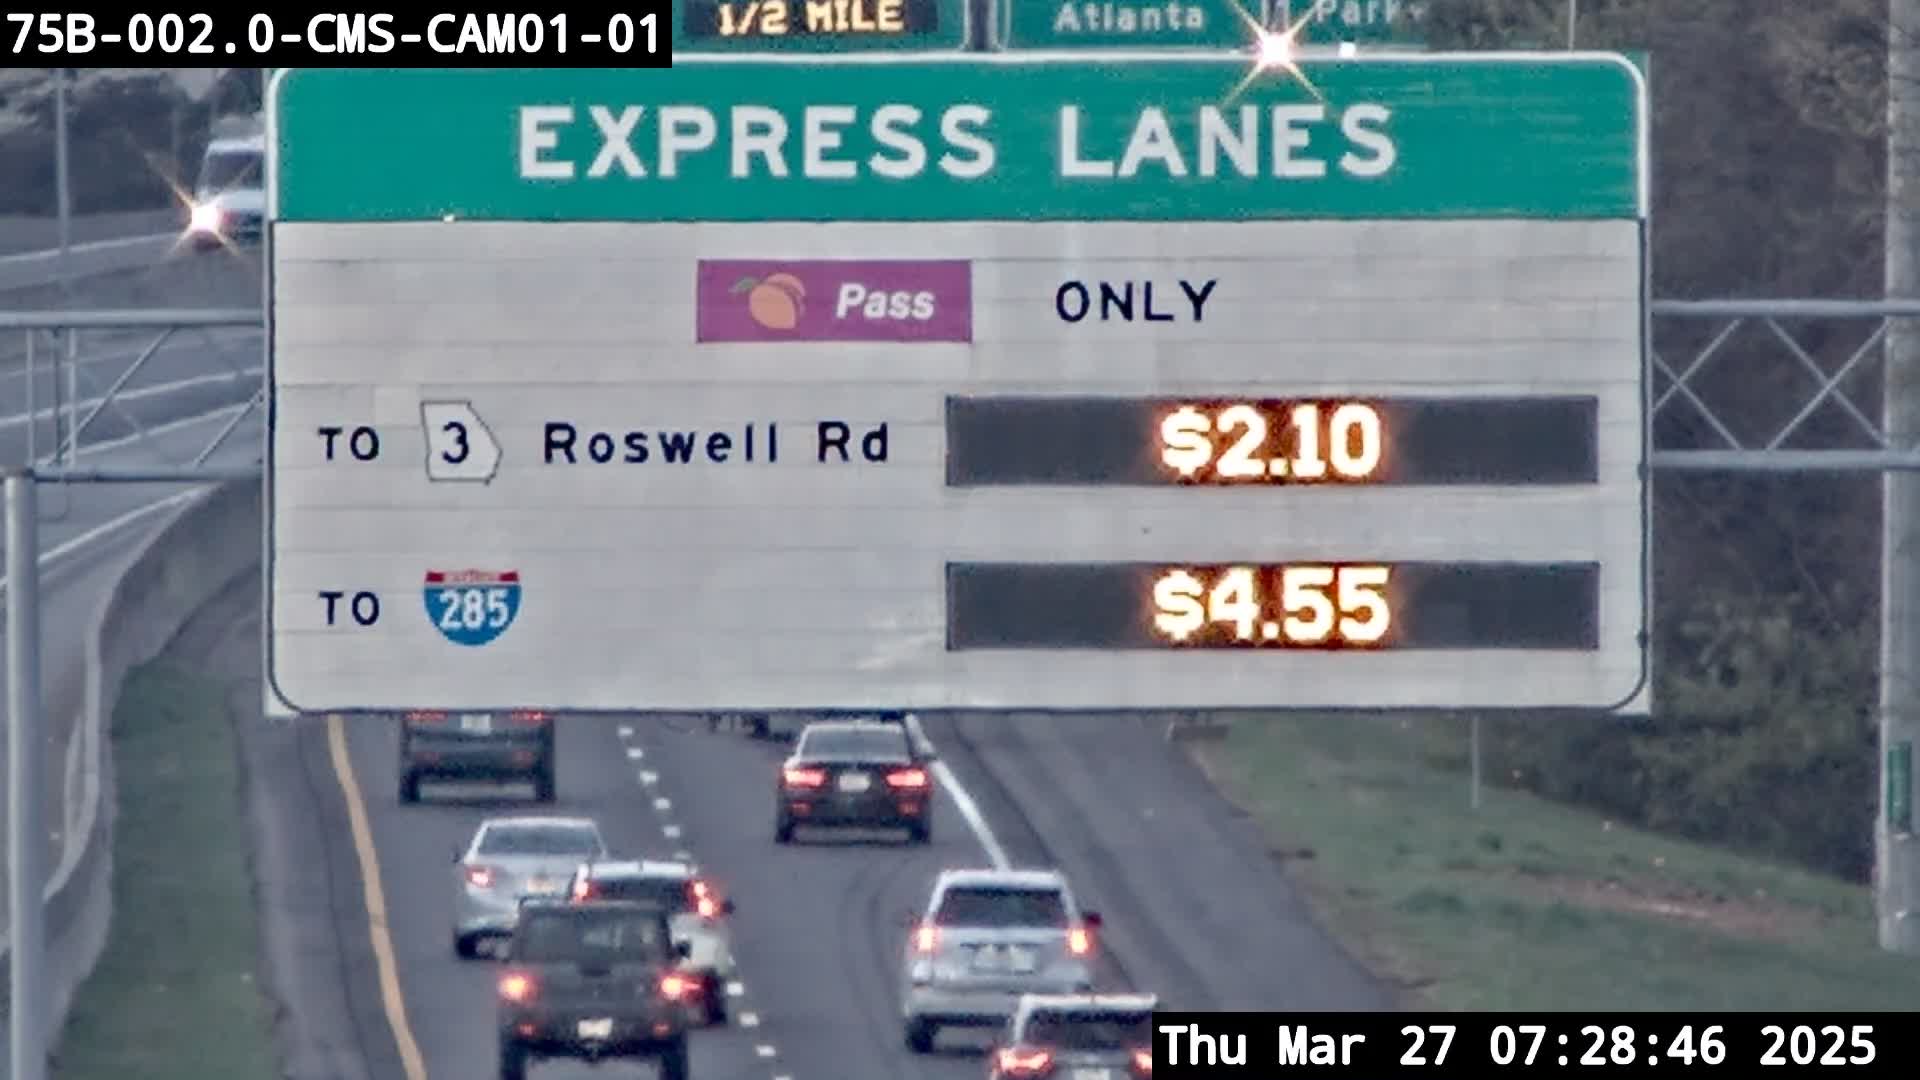 75B-002.0-CMS-CAM01-01
1/2 MILE
Atlanta
EXPRESS LANES
Pass ONLY
TO 3 Roswell Rd $2.10
TO 285 $4.55
Thu Mar 27 07:28:46 2025